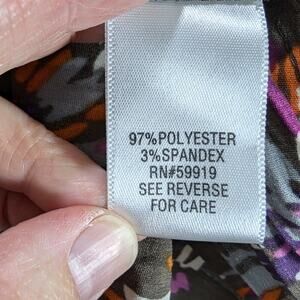 97%POLYESTER
3%SPANDEX
RN#59919
SEE REVERSE
FOR CARE